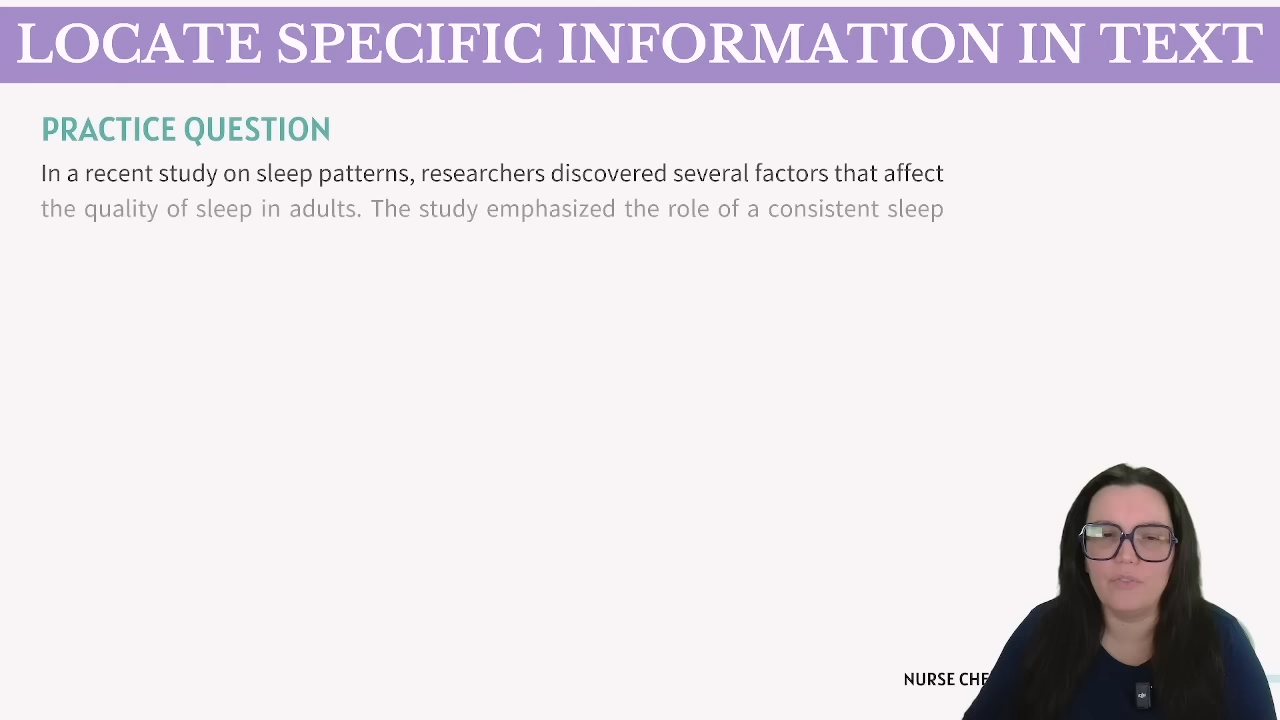 LOCATE SPECIFIC INFORMATION IN TEXT
PRACTICE QUESTION
In a recent study on sleep patterns, researchers discovered several factors that affect
the quality of sleep in adults. The study emphasized the role of a consistent sleep
NURSE